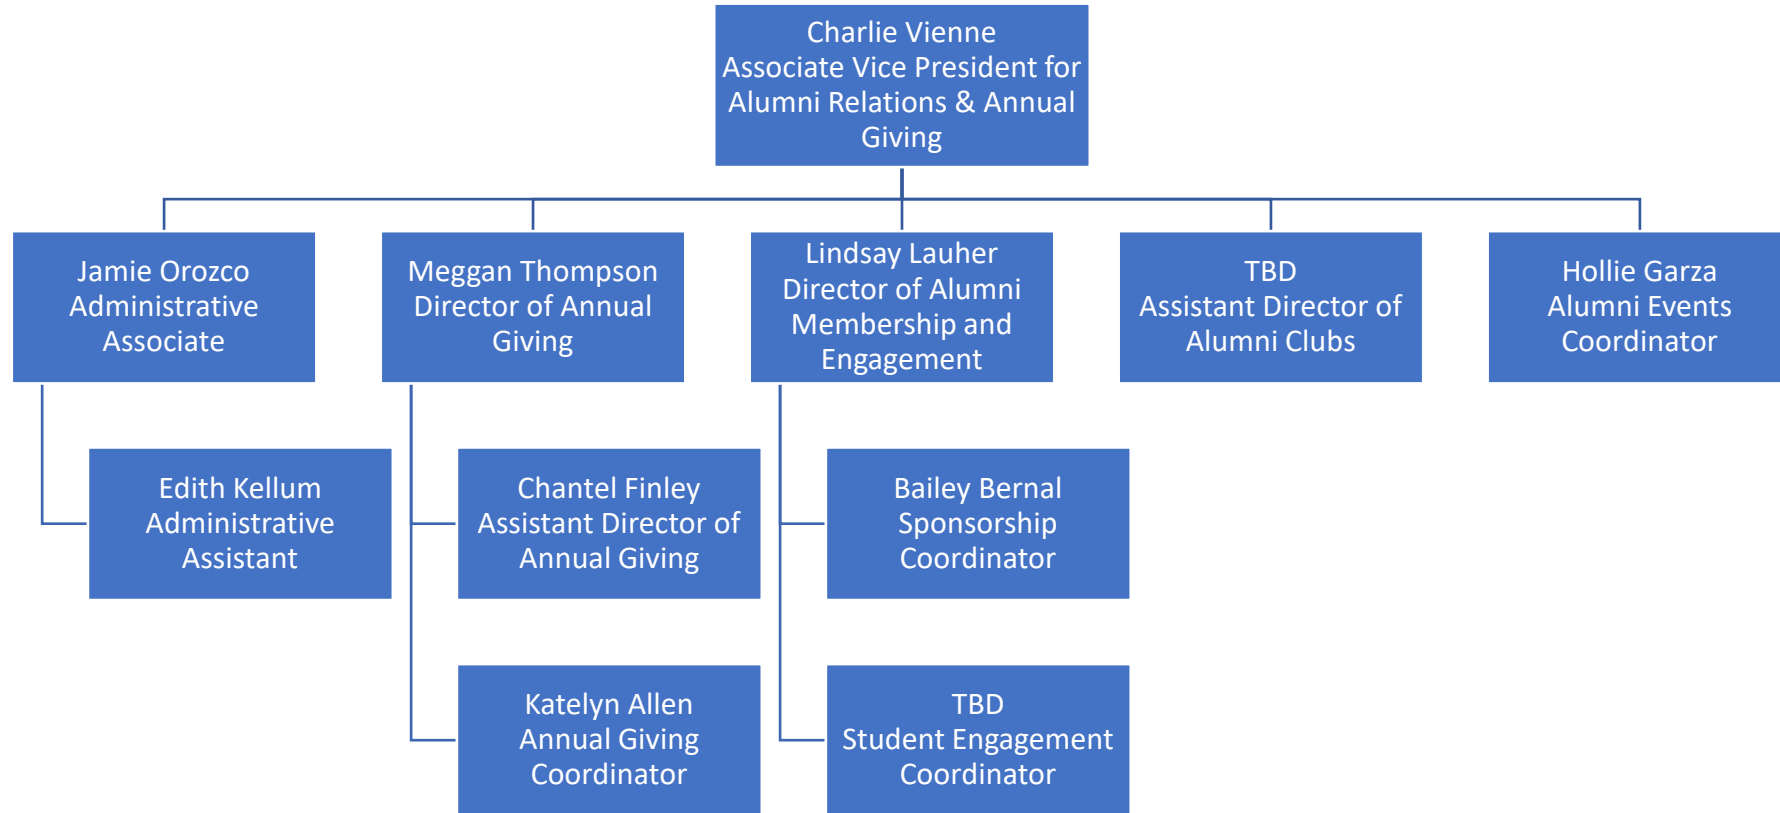 Charlie Vienne
Associate Vice President for
Alumni Relations & Annual
Giving
Jamie Orozco
Administrative
Associate
Meggan Thompson
Director of Annual
Giving
Lindsay Lauher
Director of Alumni
Membership and
Engagement
TBD
Assistant Director of
Alumni Clubs
Hollie Garza
Alumni Events
Coordinator
Edith Kellum
Administrative
Assistant
Chantel Finley
Assistant Director of
Annual Giving
Bailey Bernal
Sponsorship
Coordinator
Katelyn Allen
Annual Giving
Coordinator
TBD
Student Engagement
Coordinator